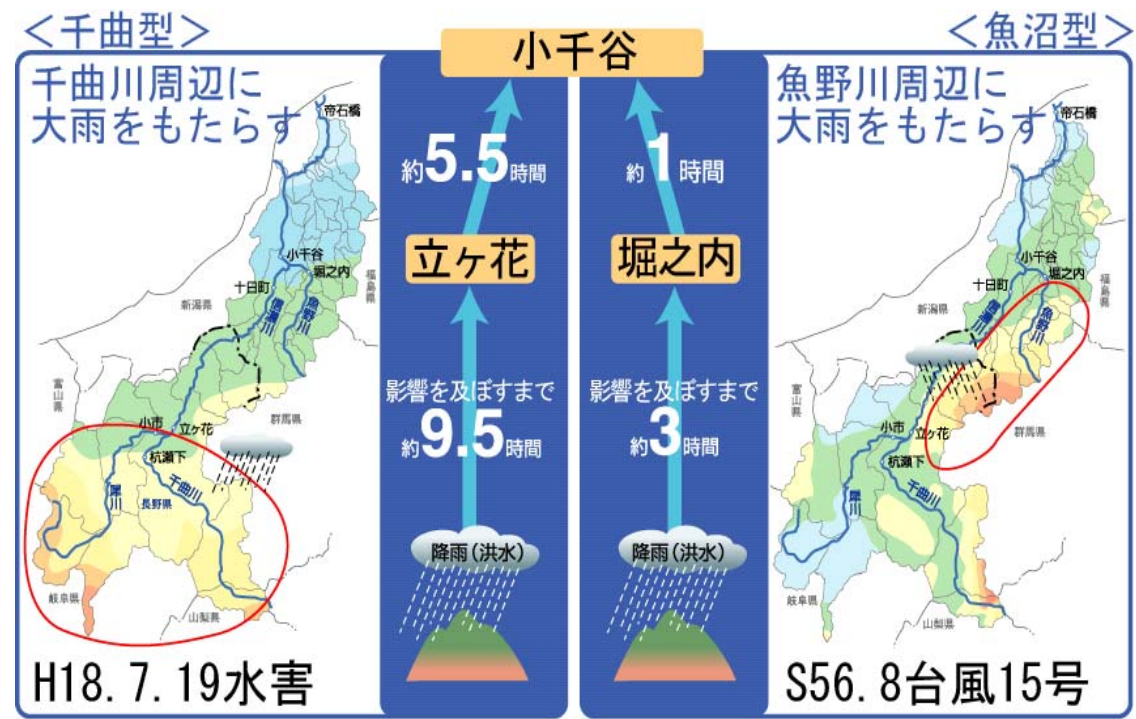 ＜千曲型＞
千曲川周辺に
大雨をもたらす
帝石橋
小千谷
堀之内
十日町
新潟県
福島県
信濃川
魚野川
富山県
小市
立ヶ花
群馬県
杭瀬下
犀川
長野県
千曲川
岐阜県
山梨県
H18.7.19水害
小千谷
約5.5時間
立ヶ花
影響を及ぼすまで
約9.5時間
降雨(洪水)
約1時間
堀之内
影響を及ぼすまで
約3時間
降雨(洪水)
＜魚沼型＞
魚野川周辺に
大雨をもたらす
帝石橋
小千谷
堀之内
十日町
新潟県
福島県
信濃川
魚野川
富山県
小市
立ヶ花
群馬県
杭瀬下
犀川
千曲川
岐阜県
山梨県
S56.8台風15号